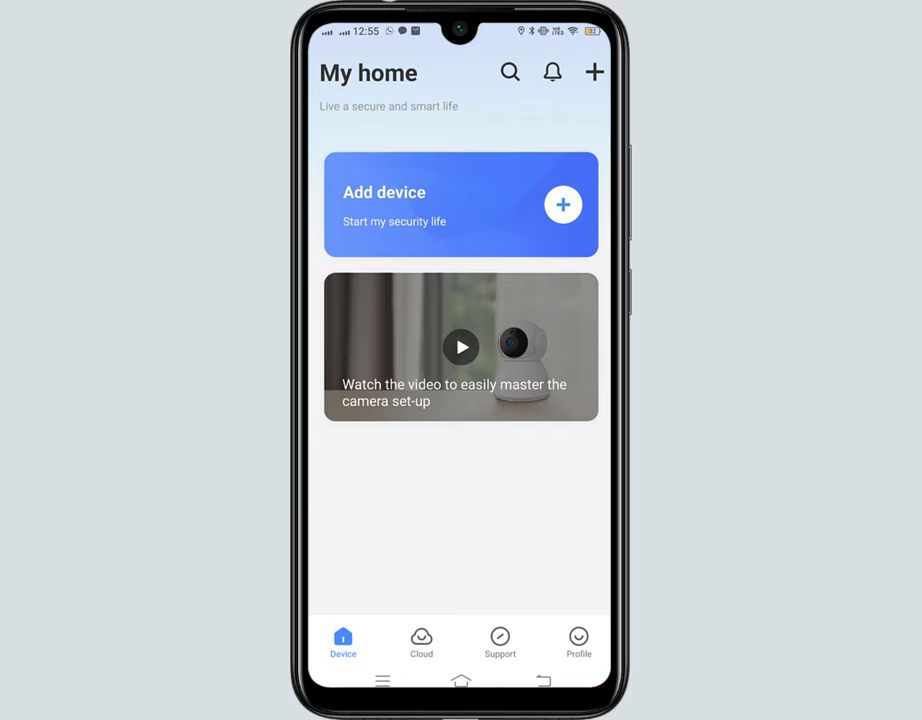 12:55
My home
Live a secure and smart life
Add device
Start my security life
Watch the video to easily master the
camera set-up
Device
Cloud
Support
Profile